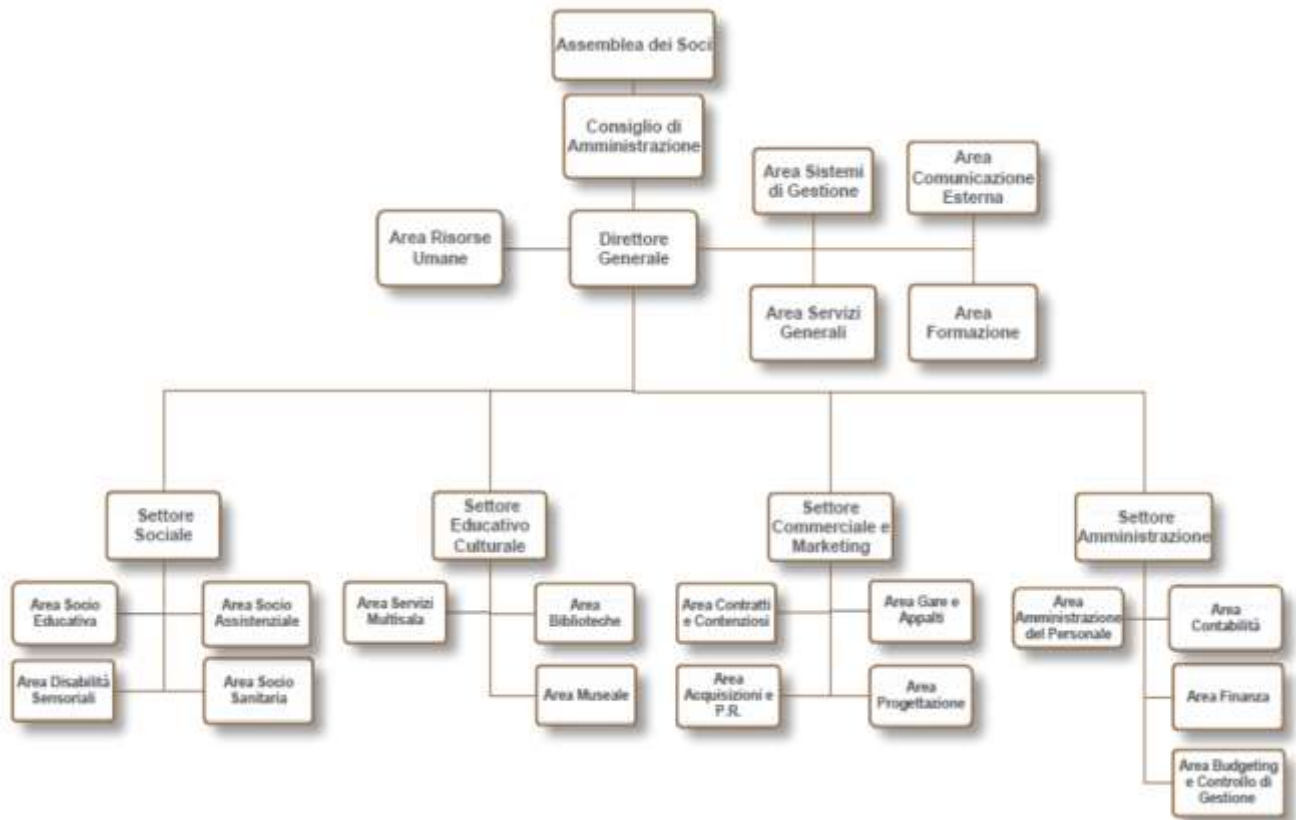 Assemblea dei Soci
Consiglio di
Amministrazione
Area Sistemi
di Gestione
Area
Comunicazione
Esterna
Area Risorse
Umane
Direttore
Generale
Area Servizi
Generali
Area
Formazione
Settore
Sociale
Settore
Educativo
Culturale
Settore
Commerciale e
Marketing
Settore
Amministrazione
Area Socio
Educativa
Area Socio
Assistenziale
Area Servizi
Multisala
Area
Biblioteche
Area Contratti
e Contenziosi
Area Gare e
Appalti
Area
Amministrazione
del Personale
Area
Contabilità
Area Disabilità
Sensoriali
Area Socio
Sanitaria
Area Museale
Area
Acquisizioni e
P.R.
Area
Progettazione
Area Finanza
Area Budgeting
e Controllo di
Gestione